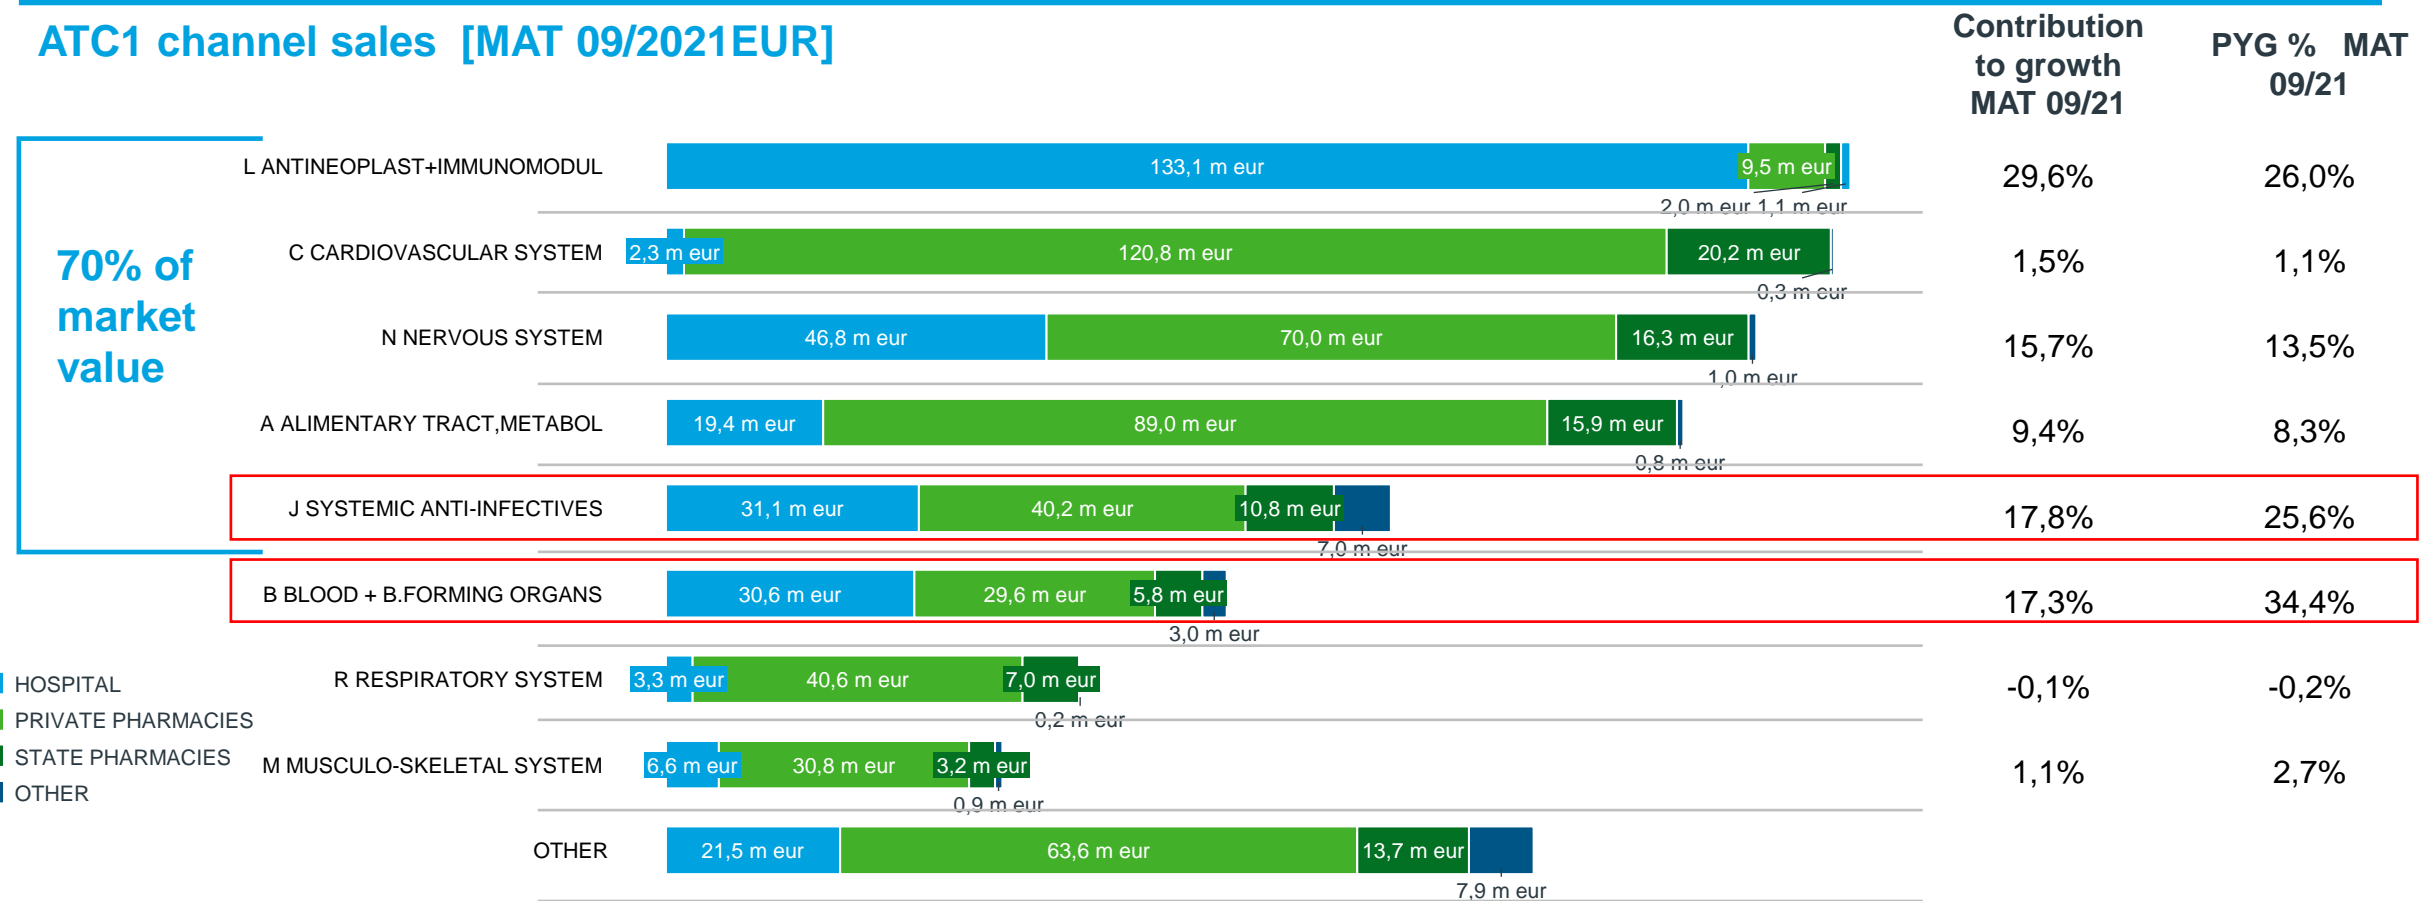 ATC1 channel sales [MAT 09/2021EUR]
Contribution
to growth
MAT 09/21
PYG % MAT
09/21
70% of
market
value
L ANTINEOPLAST+IMMUNOMODUL 133,1 m eur 9,5 m eur 29,6% 26,0%
2,0 m eur 1,1 m eur
C CARDIOVASCULAR SYSTEM 2,3 m eur 120,8 m eur 20,2 m eur 1,5% 1,1%
0,3 m eur
N NERVOUS SYSTEM 46,8 m eur 70,0 m eur 16,3 m eur 15,7% 13,5%
1,0 m eur
A ALIMENTARY TRACT,METABOL 19,4 m eur 89,0 m eur 15,9 m eur 9,4% 8,3%
0,8 m eur
J SYSTEMIC ANTI-INFECTIVES 31,1 m eur 40,2 m eur 10,8 m eur 17,8% 25,6%
7,0 m eur
B BLOOD + B.FORMING ORGANS 30,6 m eur 29,6 m eur 5,8 m eur 17,3% 34,4%
3,0 m eur
R RESPIRATORY SYSTEM 3,3 m eur 40,6 m eur 7,0 m eur -0,1% -0,2%
0,2 m eur
M MUSCULO-SKELETAL SYSTEM 6,6 m eur 30,8 m eur 3,2 m eur 1,1% 2,7%
0,9 m eur
OTHER 21,5 m eur 63,6 m eur 13,7 m eur
7,9 m eur
HOSPITAL
PRIVATE PHARMACIES
STATE PHARMACIES
OTHER